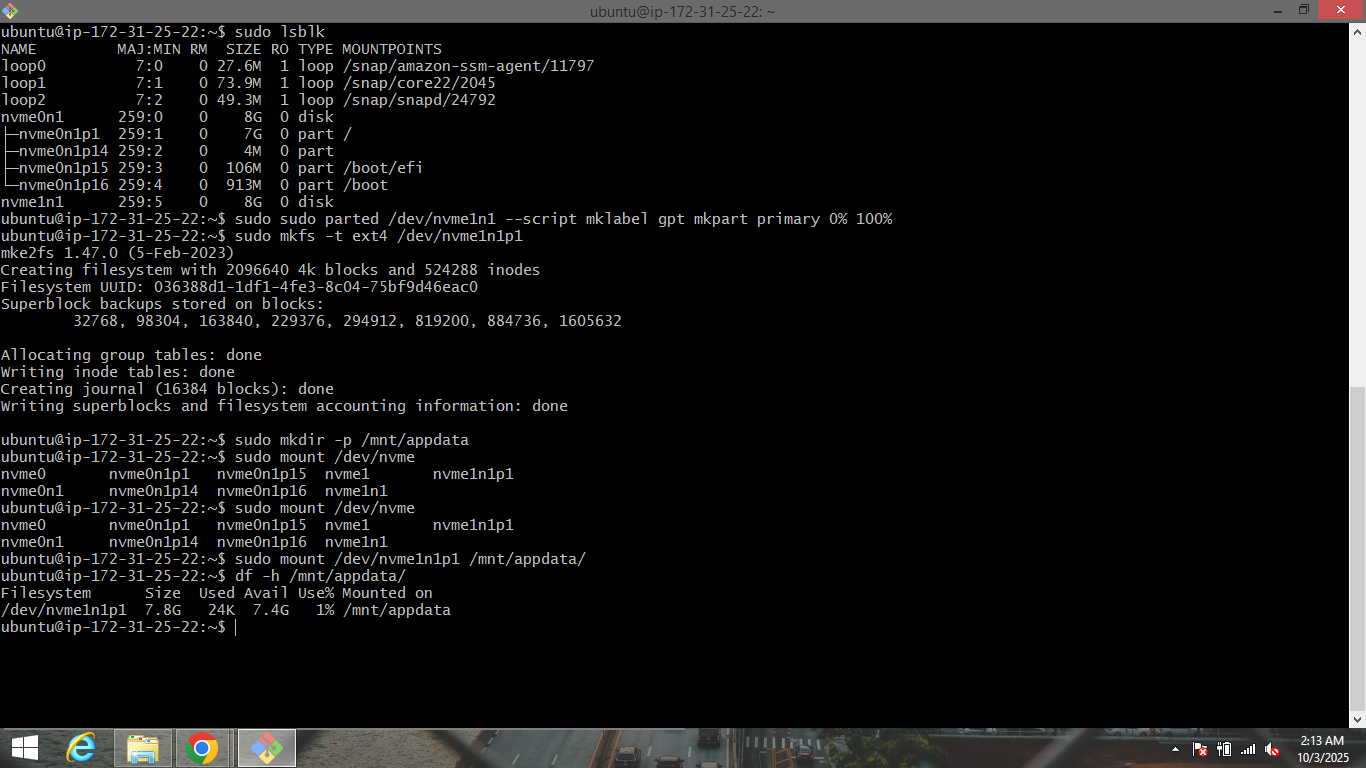 ubuntu@ip-172-31-25-22: ~
ubuntu@ip-172-31-25-22:~$ sudo lsblk
NAME         MAJ:MIN RM  SIZE RO TYPE MOUNTPOINTS
loop0          7:0    0 27.6M  1 loop /snap/amazon-ssm-agent/11797
loop1          7:1    0 73.9M  1 loop /snap/core22/2045
loop2          7:2    0 49.3M  1 loop /snap/snapd/24792
nvme0n1      259:0    0    8G  0 disk
├─nvme0n1p1  259:1    0    7G  0 part /
├─nvme0n1p14 259:2    0    4M  0 part
├─nvme0n1p15 259:3    0  106M  0 part /boot/efi
└─nvme0n1p16 259:4    0  913M  0 part /boot
nvme1n1      259:5    0    8G  0 disk
ubuntu@ip-172-31-25-22:~$ sudo sudo parted /dev/nvme1n1 --script mklabel gpt mkpart primary 0% 100%
ubuntu@ip-172-31-25-22:~$ sudo mkfs -t ext4 /dev/nvme1n1p1
mke2fs 1.47.0 (5-Feb-2023)
Creating filesystem with 2096640 4k blocks and 524288 inodes
Filesystem UUID: 036388d1-1df1-4fe3-8c04-75bf9d46eac0
Superblock backups stored on blocks:
        32768, 98304, 163840, 229376, 294912, 819200, 884736, 1605632
Allocating group tables: done
Writing inode tables: done
Creating journal (16384 blocks): done
Writing superblocks and filesystem accounting information: done
ubuntu@ip-172-31-25-22:~$ sudo mkdir -p /mnt/appdata
ubuntu@ip-172-31-25-22:~$ sudo mount /dev/nvme
nvme0       nvme0n1p1   nvme0n1p15  nvme1       nvme1n1p1
nvme0n1     nvme0n1p14  nvme0n1p16  nvme1n1
ubuntu@ip-172-31-25-22:~$ sudo mount /dev/nvme
nvme0       nvme0n1p1   nvme0n1p15  nvme1       nvme1n1p1
nvme0n1     nvme0n1p14  nvme0n1p16  nvme1n1
ubuntu@ip-172-31-25-22:~$ sudo mount /dev/nvme1n1p1 /mnt/appdata/
ubuntu@ip-172-31-25-22:~$ df -h /mnt/appdata/
Filesystem      Size  Used Avail Use% Mounted on
/dev/nvme1n1p1  7.8G   24K  7.4G   1% /mnt/appdata
ubuntu@ip-172-31-25-22:~$
2:13 AM
10/3/2025